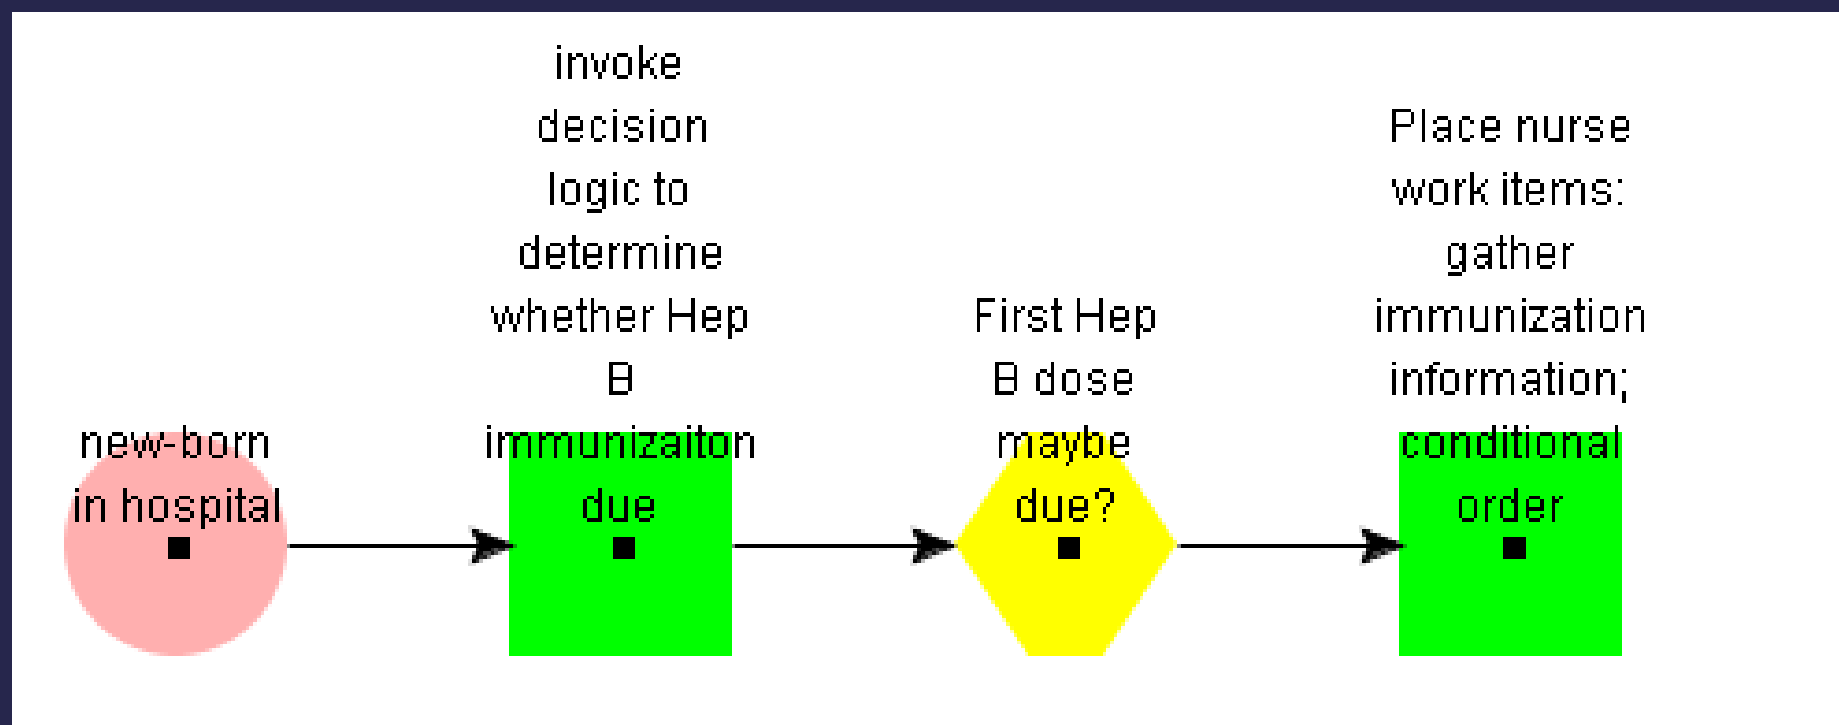 new-born
in hospital
invoke
decision
logic to
determine
whether Hep
B
immunizaiton
due
First Hep
B dose
maybe
due?
Place nurse
work items:
gather
immunization
information;
conditional
order